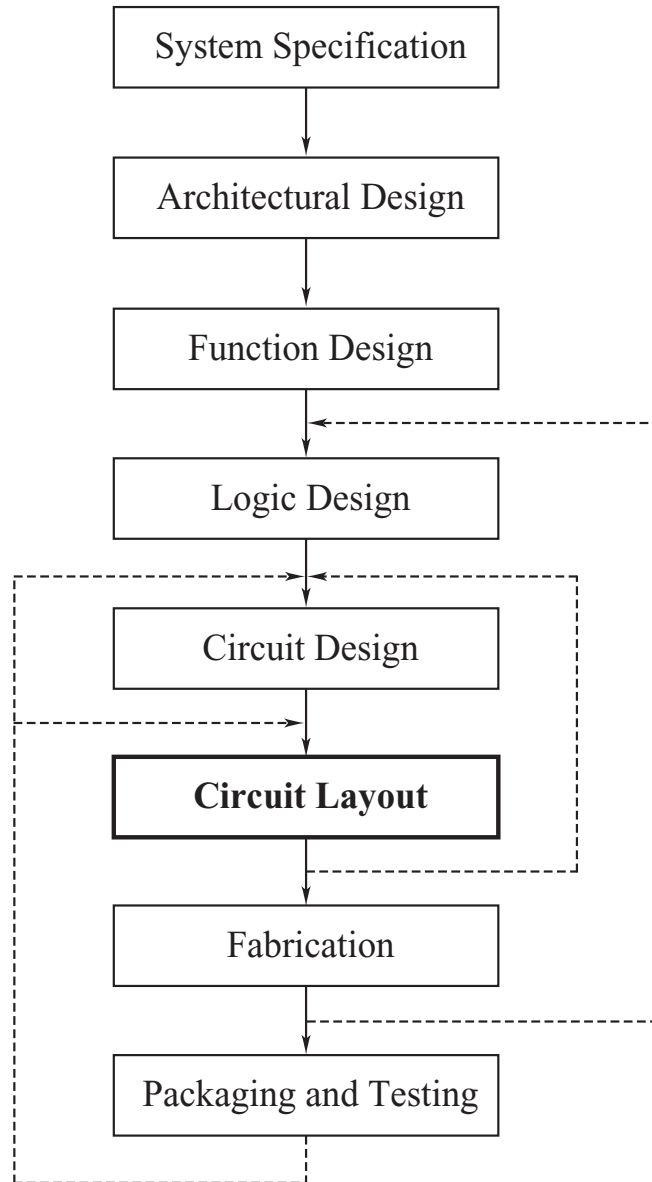 System Specification
Architectural Design
Function Design
Logic Design
Circuit Design
Circuit Layout
Fabrication
Packaging and Testing